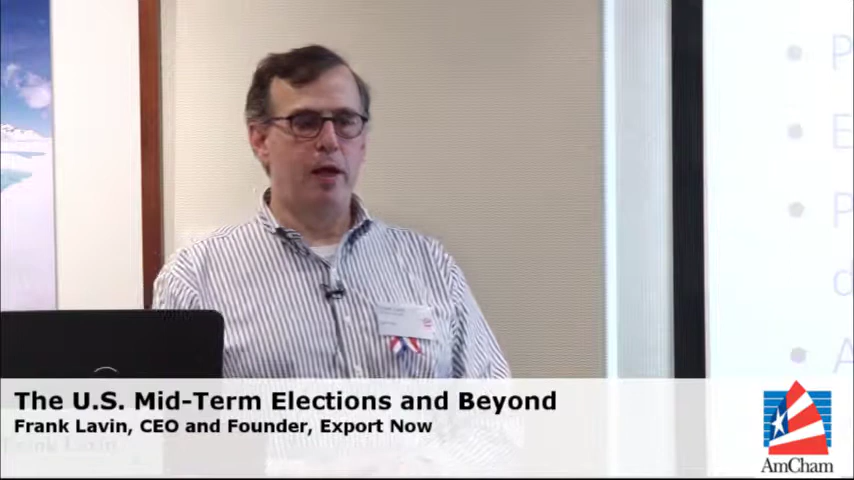 P
E
P
d
A
The U.S. Mid-Term Elections and Beyond
Frank Lavin, CEO and Founder, Export Now
AmCham